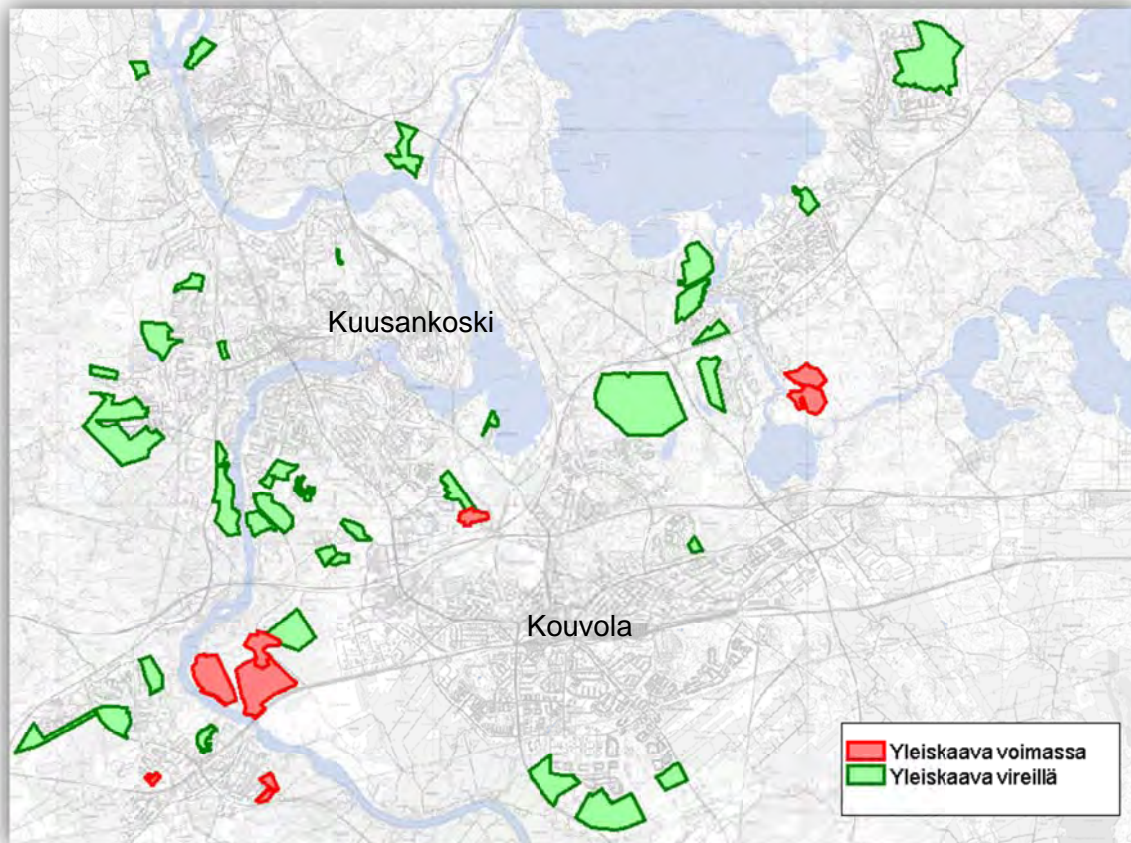 Kuusankoski
Kouvola
Yleiskaava voimassa
Yleiskaava vireillä